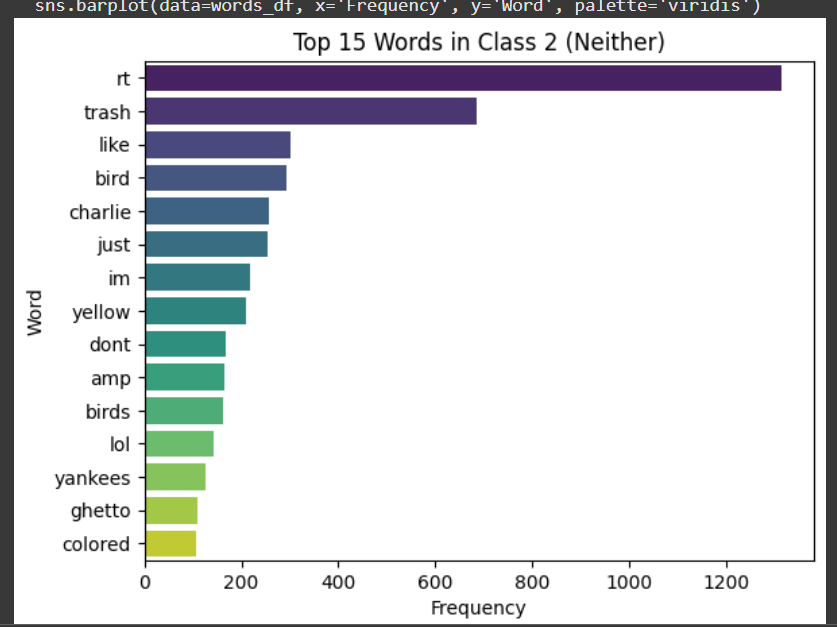 sns.barplot(data=words_df, x='Frequency', y='Word', palette='viridis')
Top 15 Words in Class 2 (Neither)
rt
trash
like
bird
charlie
just
im
yellow
dont
amp
birds
lol
yankees
ghetto
colored
Word
0 200 400 600 800 1000 1200
Frequency